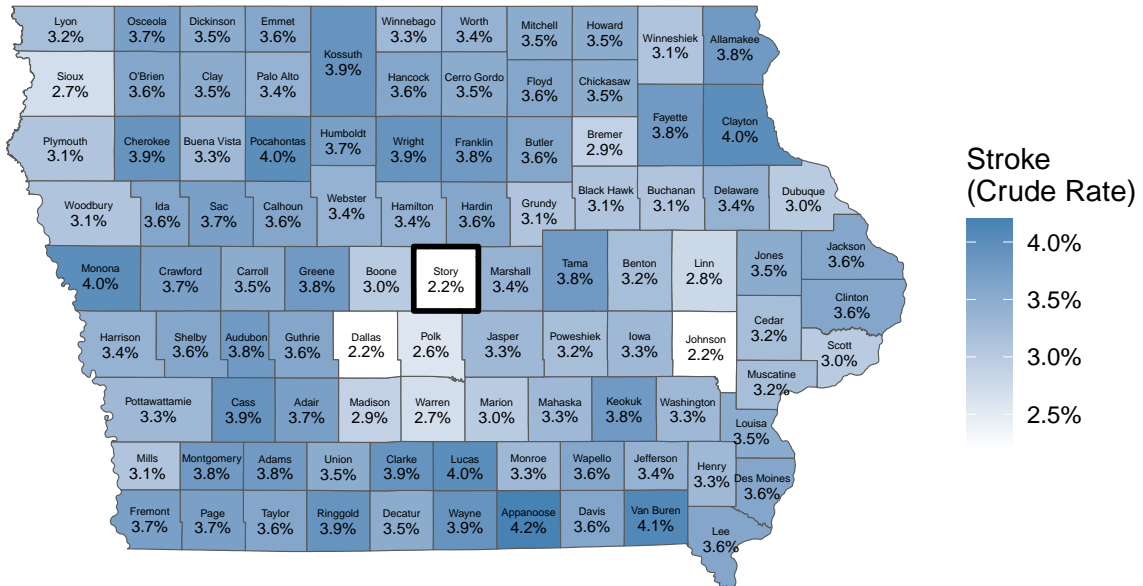 Lyon
3.2%
Osceola
3.7%
Dickinson
3.5%
Emmet
3.6%
Kossuth
3.9%
Winnebago
3.3%
Worth
3.4%
Mitchell
3.5%
Howard
3.5%
Winneshiek
3.1%
Allamakee
3.8%
Sioux
2.7%
O'Brien
3.6%
Clay
3.5%
Palo Alto
3.4%
Hancock
3.6%
Cerro Gordo
3.5%
Floyd
3.6%
Chickasaw
3.5%
Fayette
3.8%
Clayton
4.0%
Plymouth
3.1%
Cherokee
3.9%
Buena Vista
3.3%
Pocahontas
4.0%
Humboldt
3.7%
Wright
3.9%
Franklin
3.8%
Butler
3.6%
Bremer
2.9%
Woodbury
3.1%
Ida
3.6%
Sac
3.7%
Calhoun
3.6%
Webster
3.4%
Hamilton
3.4%
Hardin
3.6%
Grundy
3.1%
Black Hawk
3.1%
Buchanan
3.1%
Delaware
3.4%
Dubuque
3.0%
Monona
4.0%
Crawford
3.7%
Carroll
3.5%
Greene
3.8%
Boone
3.0%
Story
2.2%
Marshall
3.4%
Tama
3.8%
Benton
3.2%
Linn
2.8%
Jones
3.5%
Jackson
3.6%
Clinton
3.6%
Harrison
3.4%
Shelby
3.6%
Audubon
3.8%
Guthrie
3.6%
Dallas
2.2%
Polk
2.6%
Jasper
3.3%
Poweshiek
3.2%
Iowa
3.3%
Johnson
2.2%
Cedar
3.2%
Scott
3.0%
Muscatine
3.2%
Pottawattamie
3.3%
Cass
3.9%
Adair
3.7%
Madison
2.9%
Warren
2.7%
Marion
3.0%
Mahaska
3.3%
Keokuk
3.8%
Washington
3.3%
Louisa
3.5%
Mills
3.1%
Montgomery
3.8%
Adams
3.8%
Union
3.5%
Clarke
3.9%
Lucas
4.0%
Monroe
3.3%
Wapello
3.6%
Jefferson
3.4%
Henry
3.3%
Des Moines
3.6%
Fremont
3.7%
Page
3.7%
Taylor
3.6%
Ringgold
3.9%
Decatur
3.5%
Wayne
3.9%
Appanoose
4.2%
Davis
3.6%
Van Buren
4.1%
Lee
3.6%
Stroke
(Crude Rate)
4.0%
3.5%
3.0%
2.5%